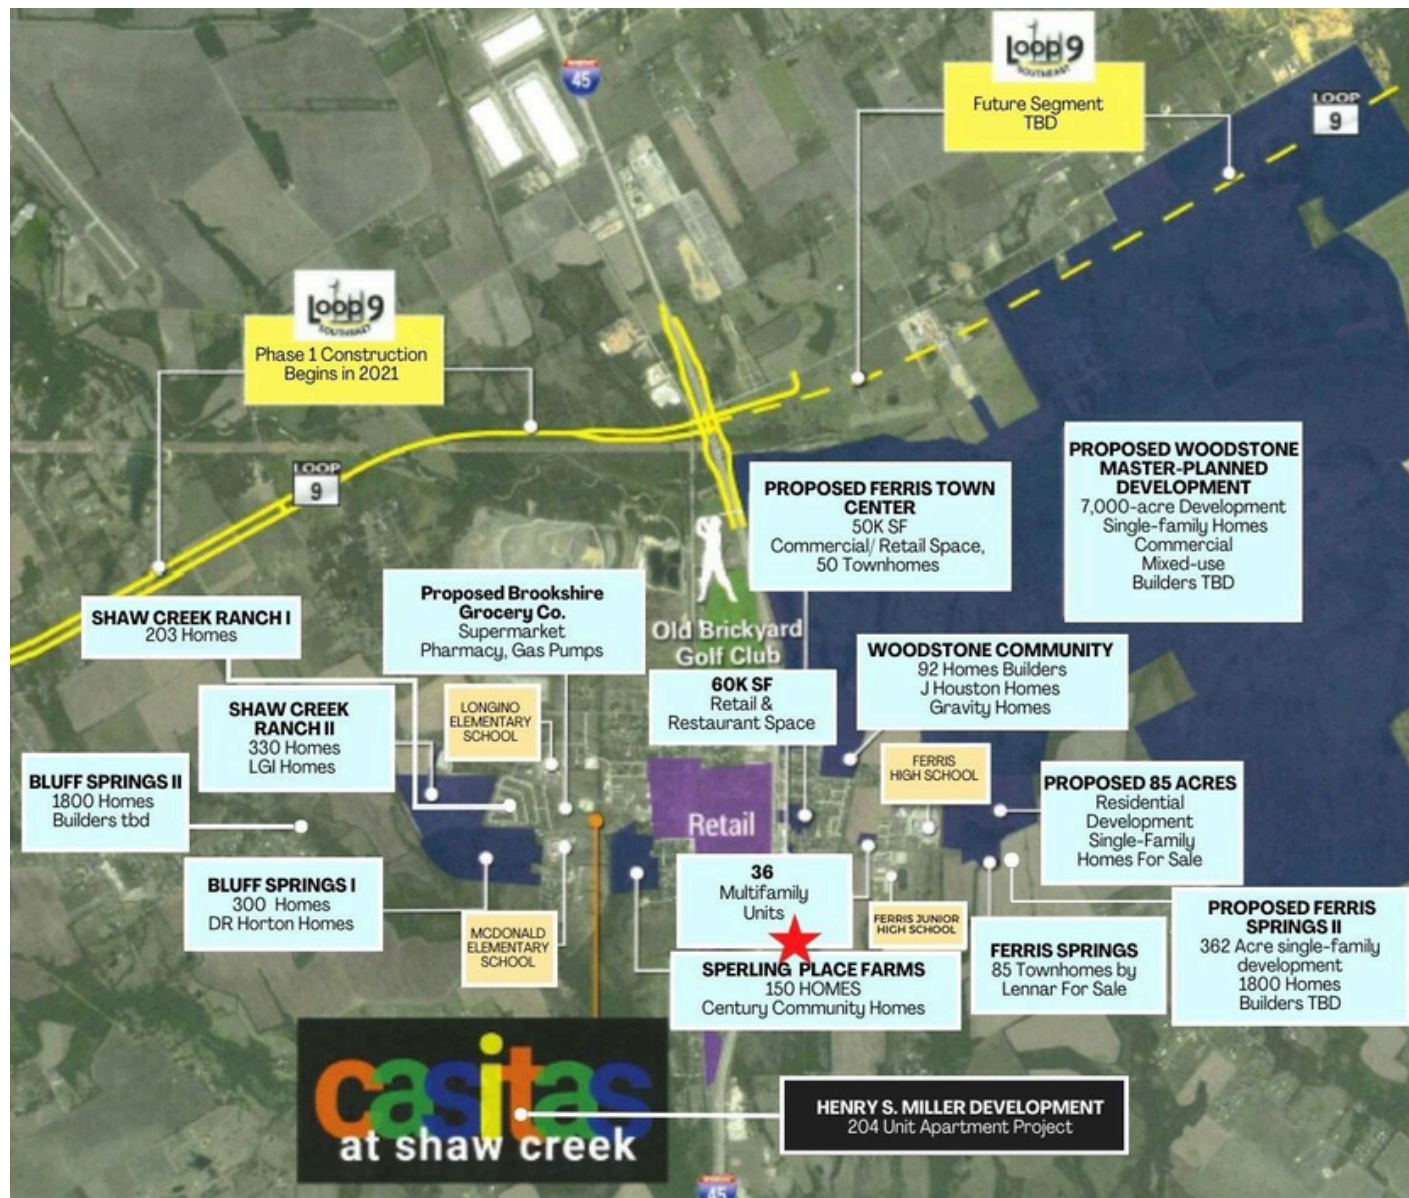 Loop 9
SOUTHEAST
Future Segment
TBD
LOOP
9
45
Loop 9
SOUTHEAST
Phase 1 Construction
Begins in 2021
LOOP
9
PROPOSED WOODSTONE
MASTER-PLANNED
DEVELOPMENT
7,000-acre Development
Single-family Homes
Commercial
Mixed-use
Builders TBD
PROPOSED FERRIS TOWN
CENTER
50K SF
Commercial/ Retail Space,
50 Townhomes
Proposed Brookshire
Grocery Co.
Supermarket
Pharmacy, Gas Pumps
SHAW CREEK RANCH I
203 Homes
Old Brickyard
Golf Club
WOODSTONE COMMUNITY
92 Homes Builders
J Houston Homes
Gravity Homes
60K SF
Retail &
Restaurant Space
LONGINO
ELEMENTARY
SCHOOL
SHAW CREEK
RANCH II
330 Homes
LGI Homes
FERRIS
HIGH SCHOOL
BLUFF SPRINGS II
1800 Homes
Builders tbd
PROPOSED 85 ACRES
Residential
Development
Single-Family
Homes For Sale
Retail
36
Multifamily
Units
BLUFF SPRINGS I
300 Homes
DR Horton Homes
FERRIS JUNIOR
HIGH SCHOOL
MCDONALD
ELEMENTARY
SCHOOL
PROPOSED FERRIS
SPRINGS II
362 Acre single-family
development
1800 Homes
Builders TBD
FERRIS SPRINGS
85 Townhomes by
Lennar For Sale
SPERLING PLACE FARMS
150 HOMES
Century Community Homes
casitas
at shaw creek
HENRY S. MILLER DEVELOPMENT
204 Unit Apartment Project
45